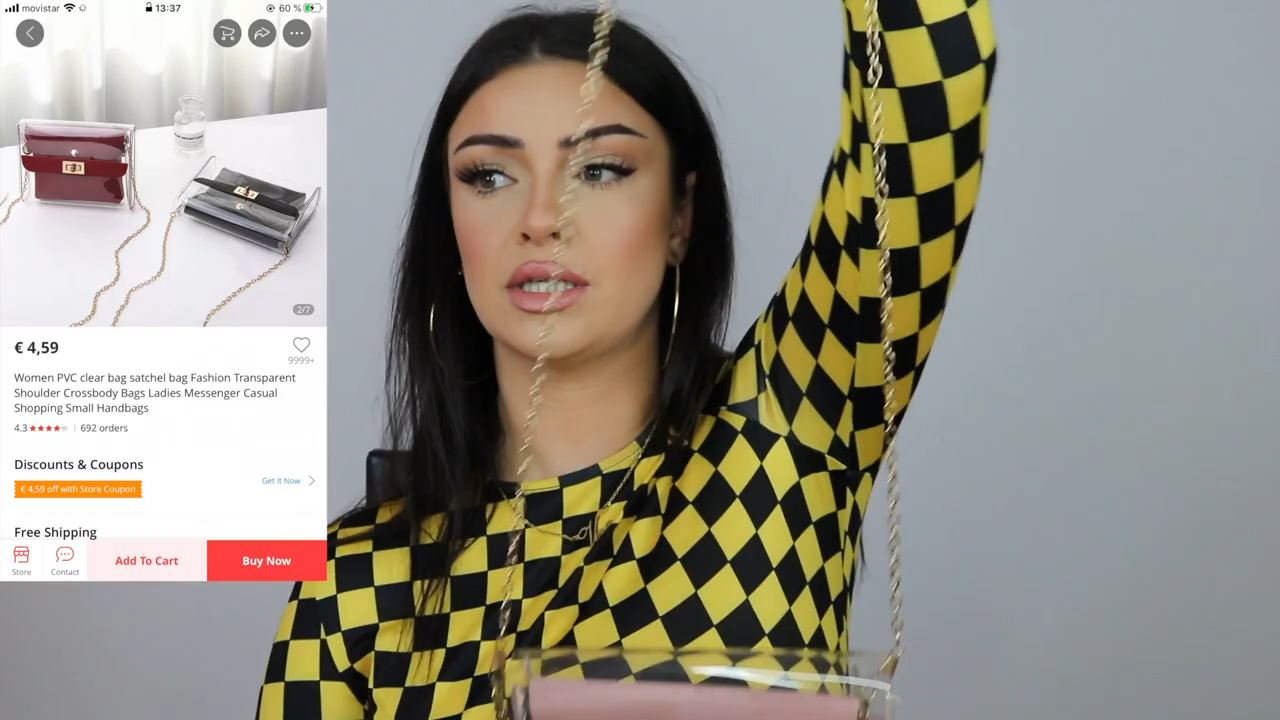 movistar
13:37
60 %
2/7
€ 4,59
9999+
Women PVC clear bag satchel bag Fashion Transparent
Shoulder Crossbody Bags Ladies Messenger Casual
Shopping Small Handbags
4.3 ★★★★★ | 692 orders
Discounts & Coupons
€ 4,59 off with Store Coupon
Get It Now
Free Shipping
Store
Contact
Add To Cart
Buy Now